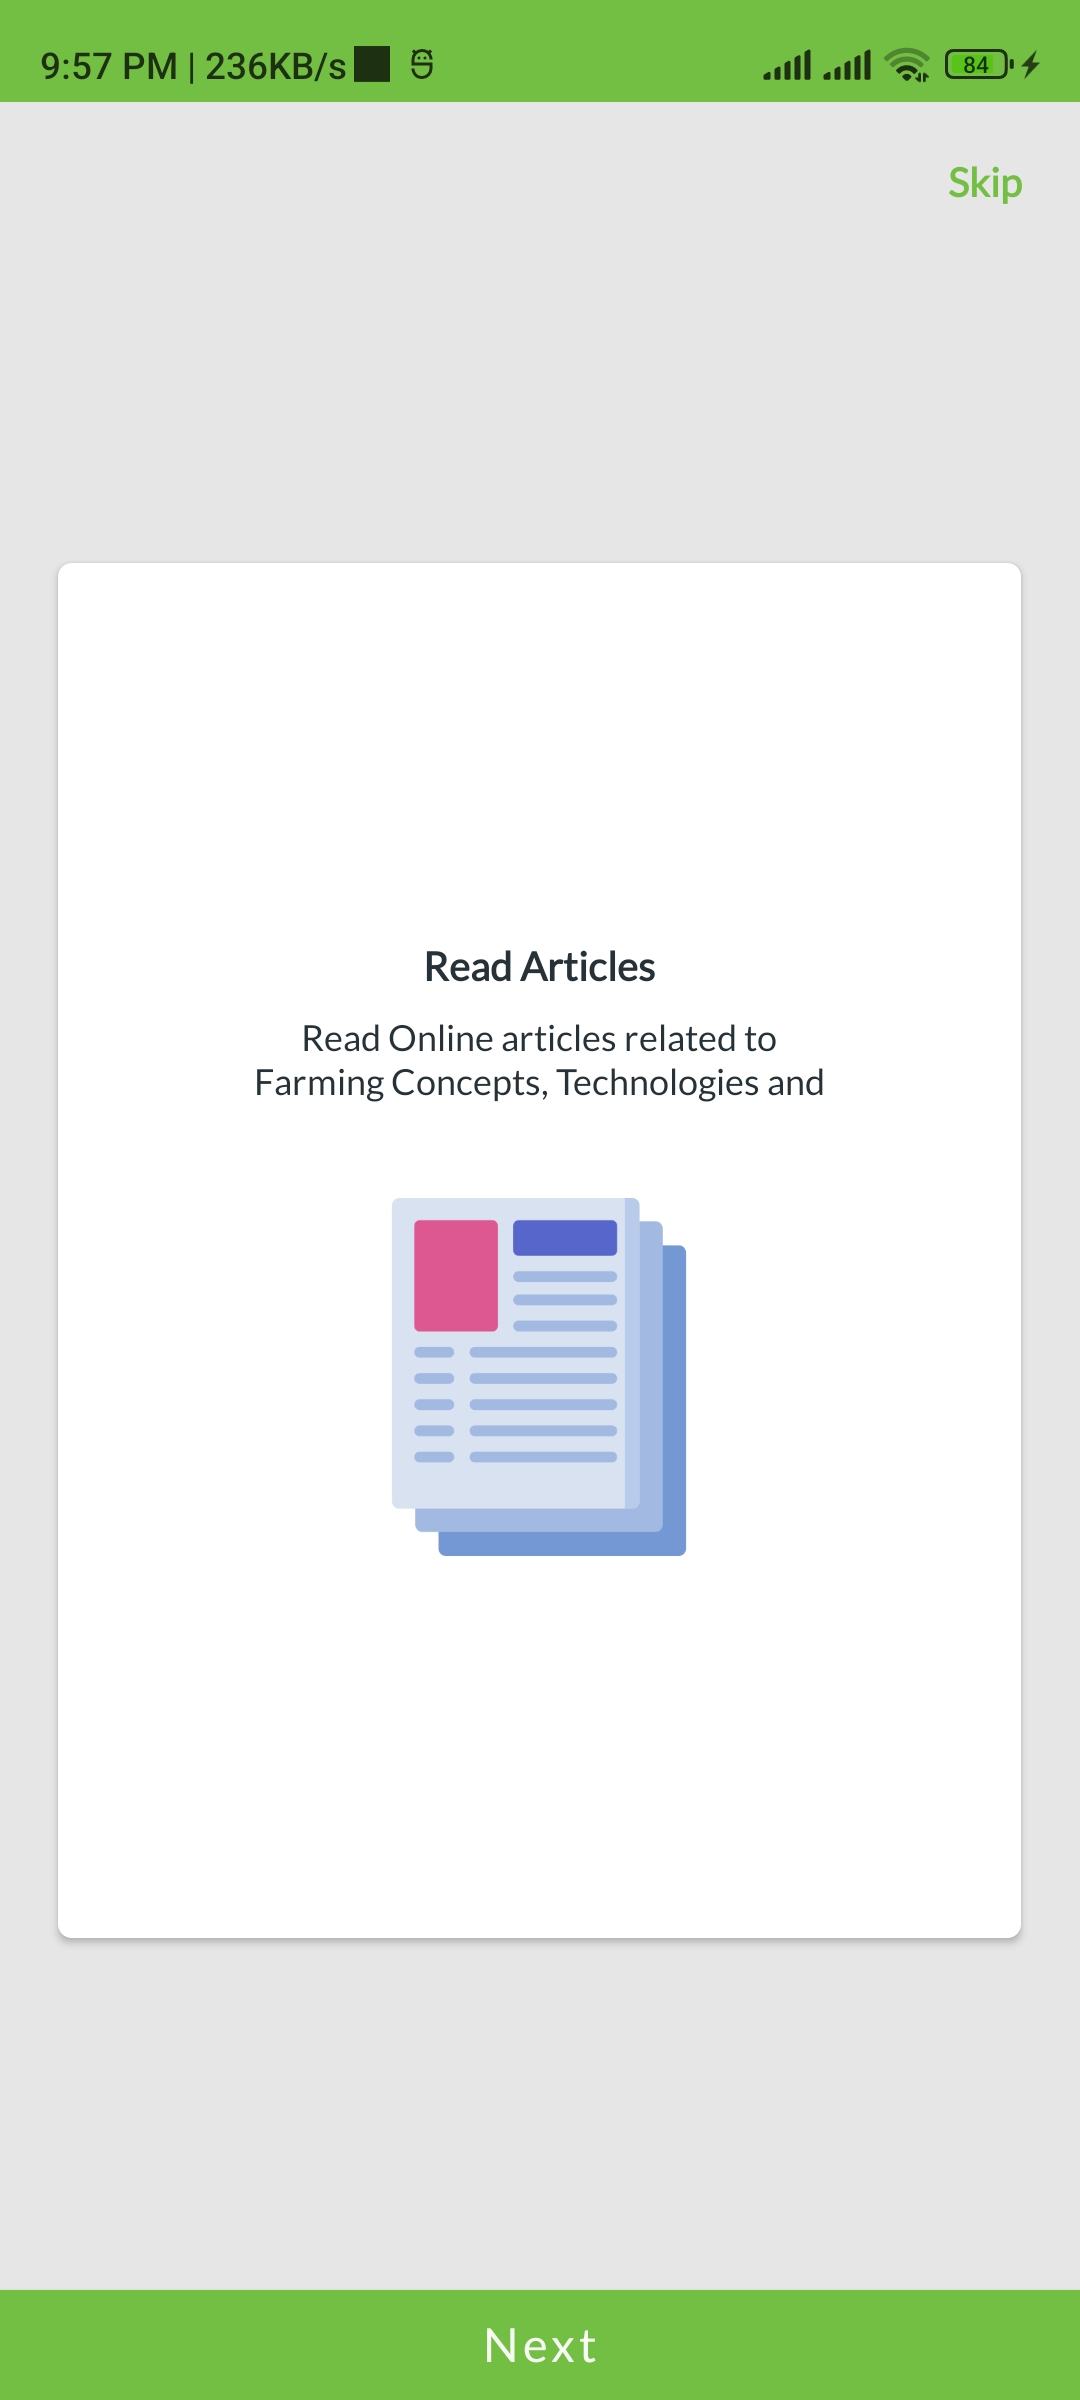 9:57 PM | 236KB/s
84
Skip
Read Articles
Read Online articles related to
Farming Concepts, Technologies and
Next